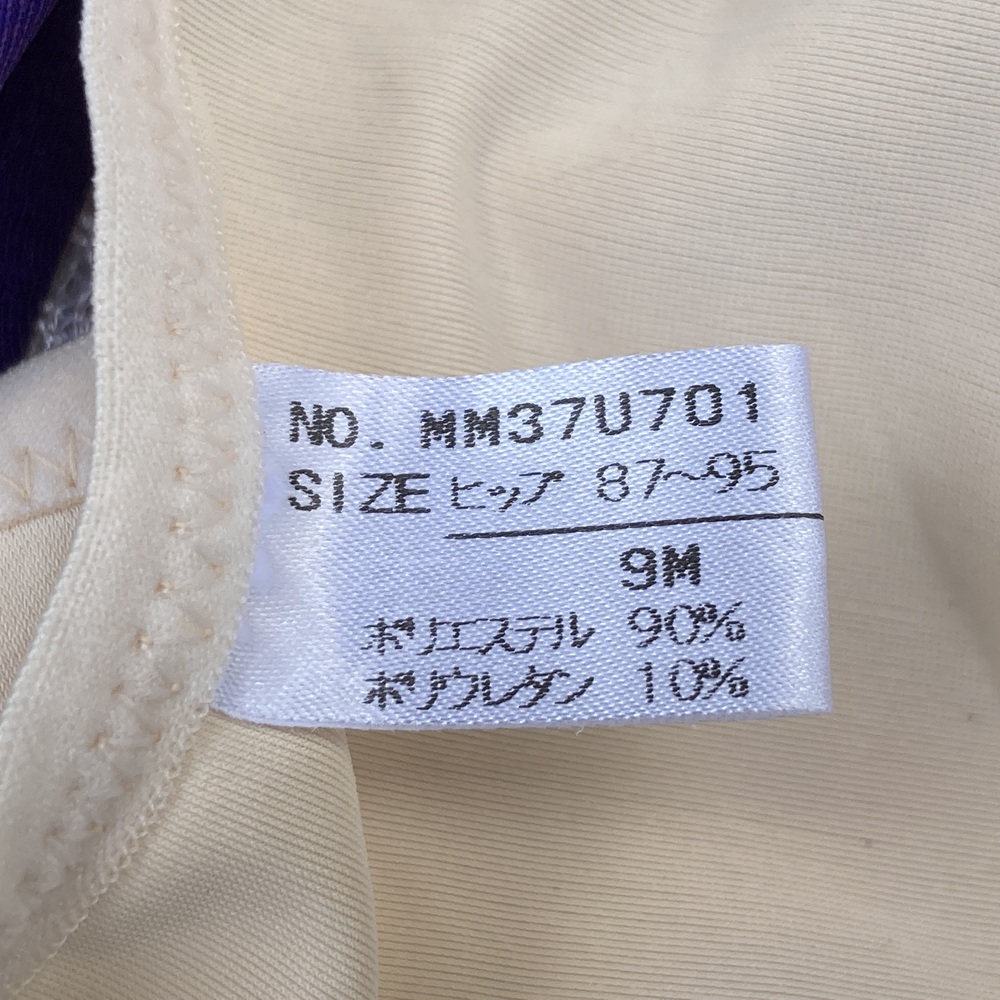 NO. MM37U701
SIZE ヒップ 87～95
9M
ポリエステル 90%
ポリウレタン 10%